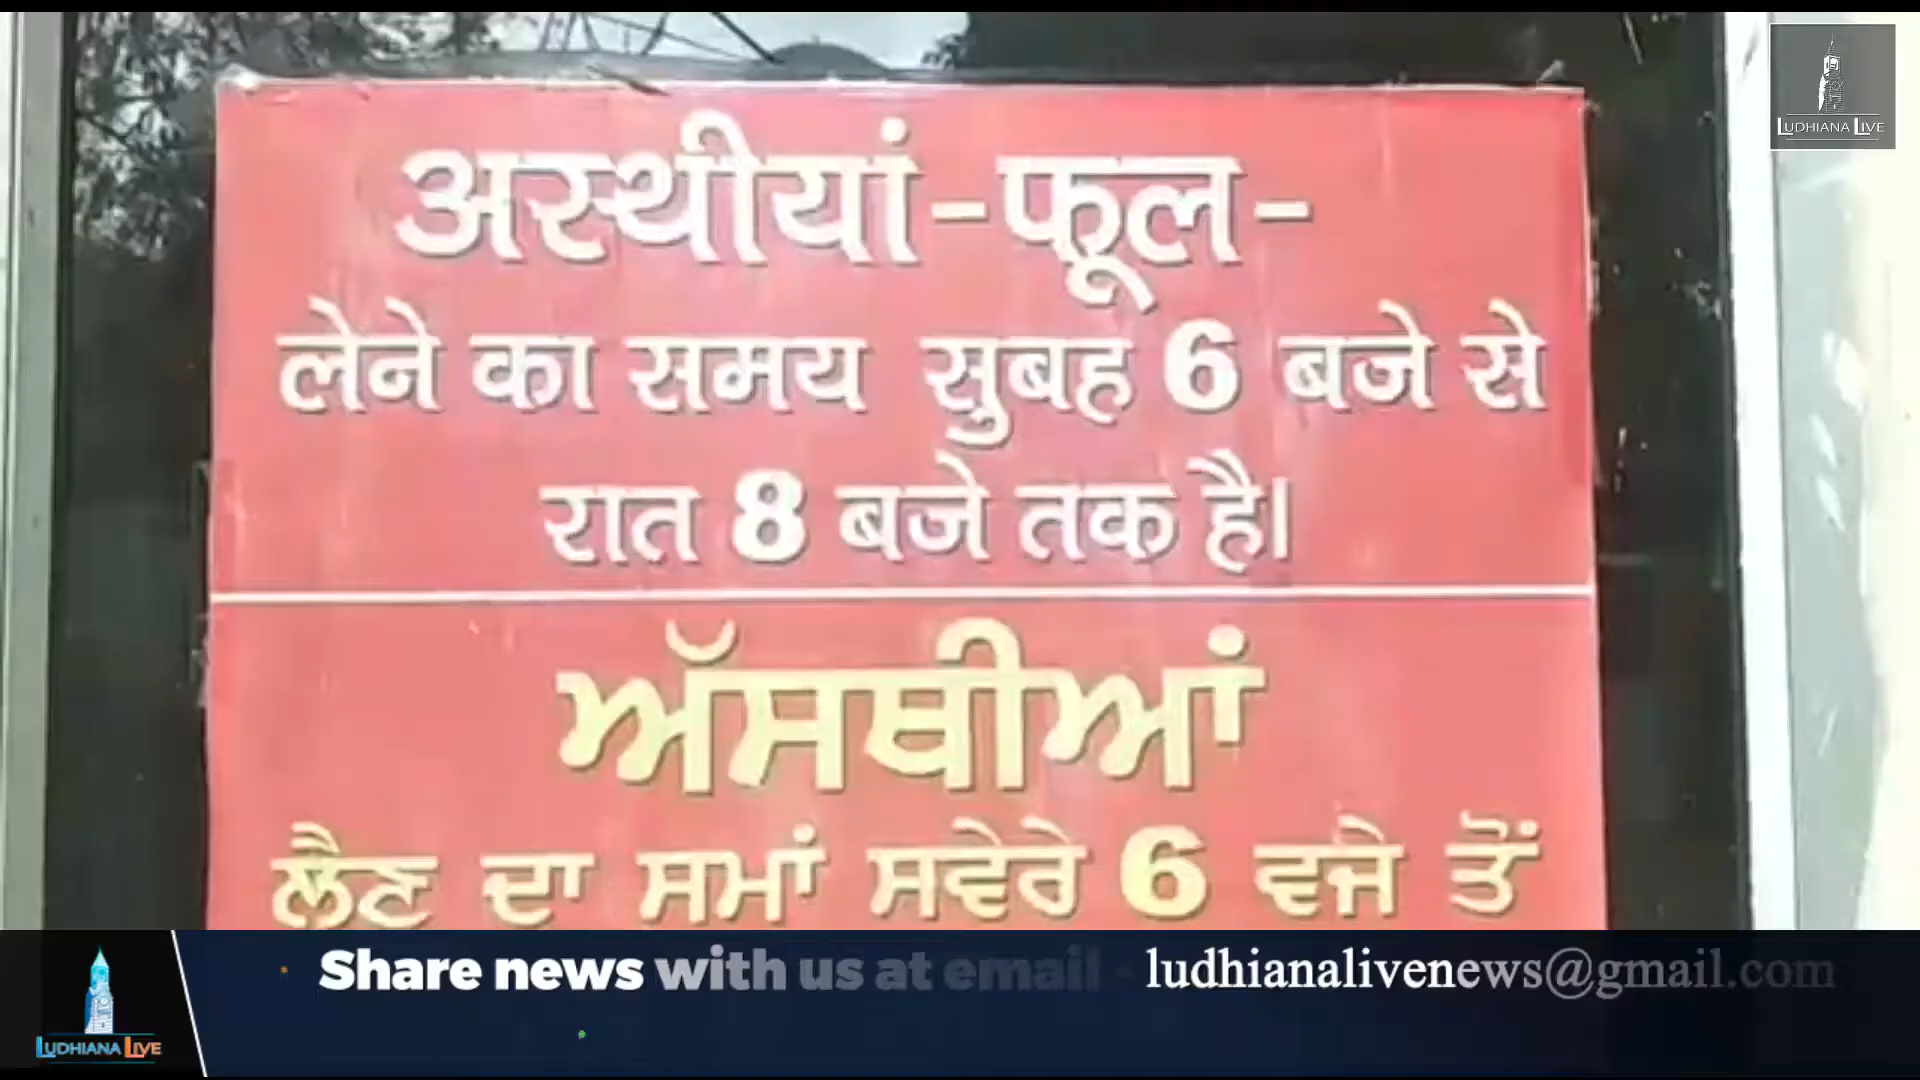 LUDHIANA LIVE
अस्थीयां-फूल-
लेने का समय सुबह 6 बजे से
रात 8 बजे तक है।
ਅੱਸਥੀਆਂ
ਲੈਣ ਦਾ ਸਮਾਂ ਸਵੇਰੇ 6 ਵਜੇ ਤੋਂ
Share news with us at email - ludhianalivenews@gmail.com
LUDHIANA LIVE